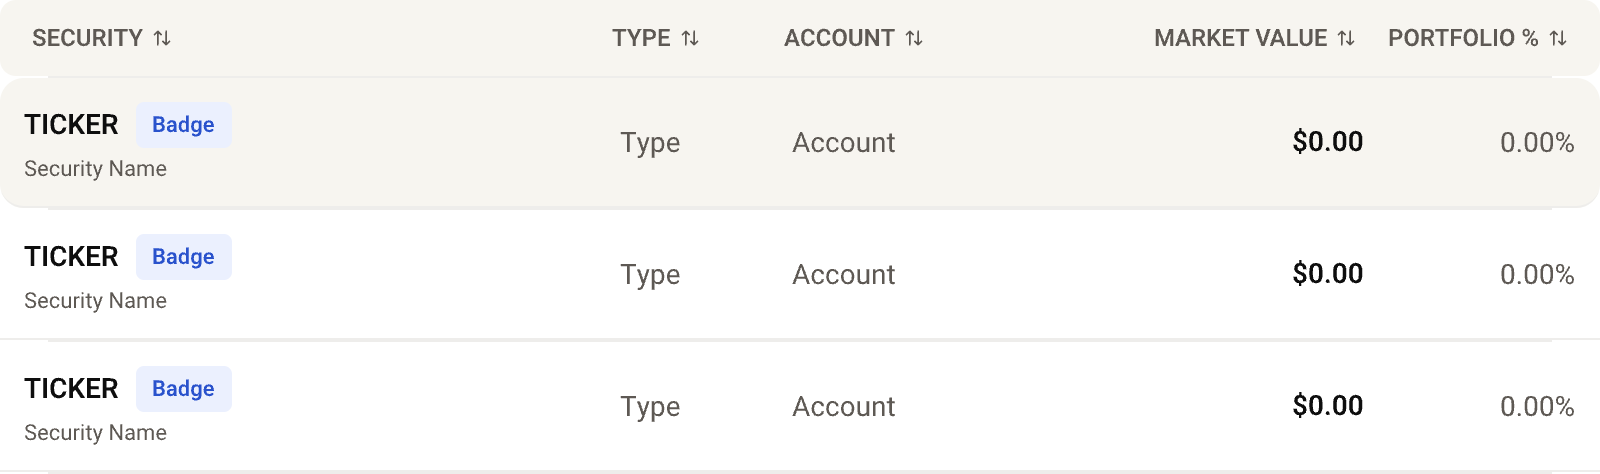 SECURITY TYPE ACCOUNT MARKET VALUE PORTFOLIO %
TICKER Badge
Security Name
Type Account $0.00 0.00%
TICKER Badge
Security Name
Type Account $0.00 0.00%
TICKER Badge
Security Name
Type Account $0.00 0.00%